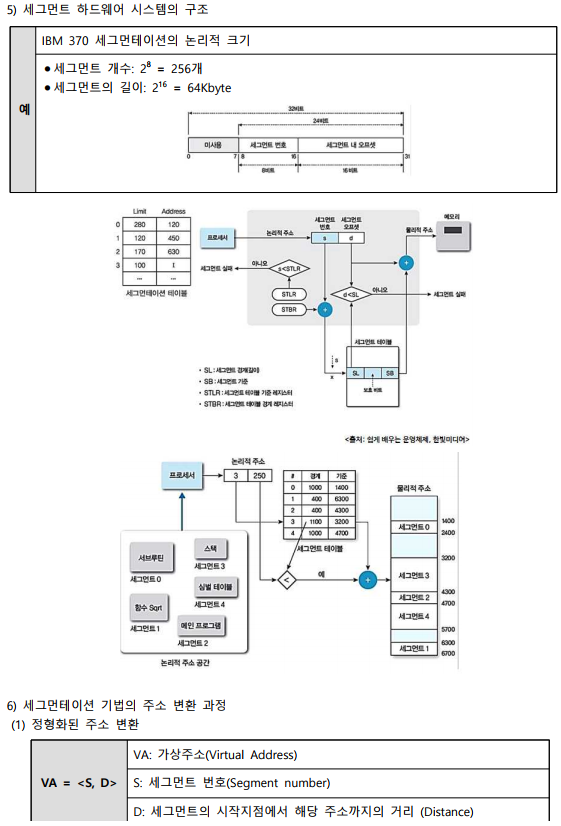 5) 세그먼트 하드웨어 시스템의 구조
예
IBM 370 세그먼테이션의 논리적 크기
● 세그먼트 개수: 2⁸ = 256개
● 세그먼트의 길이: 2¹⁶ = 64Kbyte
32비트
24비트
미사용 세그먼트 번호 세그먼트 내 오프셋
0 7 8 16 31
8비트 16비트
Limit Address
0 280 120
1 120 450
2 170 630
3 100 1
... ...
세그먼테이션 테이블
프로세서
논리적 주소
세그먼트 번호
세그먼트 오프셋
s d
물리적 주소
메모리
세그먼트 실패
아니오
s<STLR
STLR
STBR
+
d<SL
아니오
세그먼트 실패
+
세그먼트 테이블
s
x
SL SB
보호 비트
• SL : 세그먼트 경계(길이)
• SB : 세그먼트 기준
• STLR : 세그먼트 테이블 기준 레지스터
• STBR : 세그먼트 테이블 경계 레지스터
<출처: 쉽게 배우는 운영체제, 한빛미디어>
프로세서
논리적 주소
3 250
# 경계 기준
0 1000 1400
1 400 6300
2 400 4300
3 1100 3200
4 1000 4700
세그먼트 테이블
<
예
+
물리적 주소
1400
세그먼트 0
2400
3200
세그먼트 3
4300
세그먼트 2
4700
세그먼트 4
5700
6300
세그먼트 1
6700
서브루틴
세그먼트 0
스택
세그먼트 3
심벌 테이블
세그먼트 4
함수 Sqrt
세그먼트 1
메인 프로그램
세그먼트 2
논리적 주소 공간
6) 세그먼테이션 기법의 주소 변환 과정
(1) 정형화된 주소 변환
VA = <S, D>
VA: 가상주소(Virtual Address)
S: 세그먼트 번호(Segment number)
D: 세그먼트의 시작지점에서 해당 주소까지의 거리 (Distance)